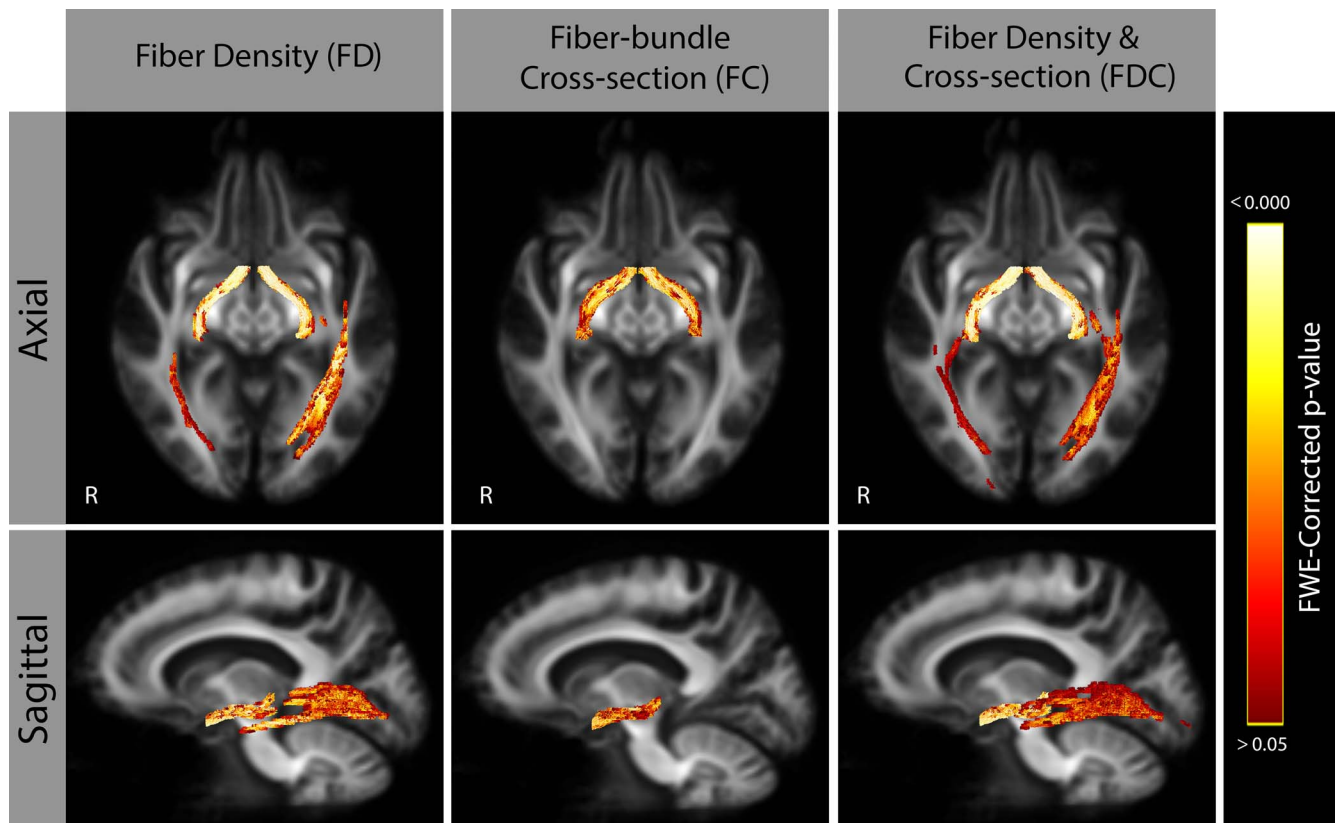 Fiber Density (FD)
Fiber-bundle
Cross-section (FC)
Fiber Density &
Cross-section (FDC)
Axial
R
R
R
< 0.000
FWE-Corrected p-value
> 0.05
Sagittal